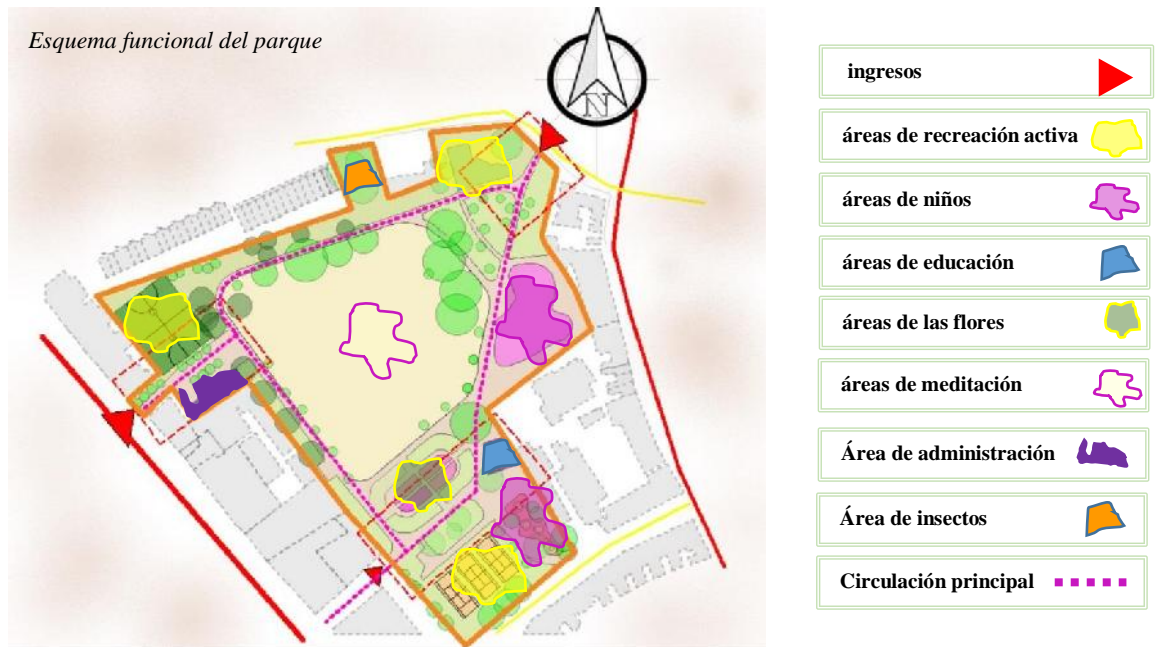 Esquema funcional del parque
N
ingresos
áreas de recreación activa
áreas de niños
áreas de educación
áreas de las flores
áreas de meditación
Área de administración
Área de insectos
Circulación principal